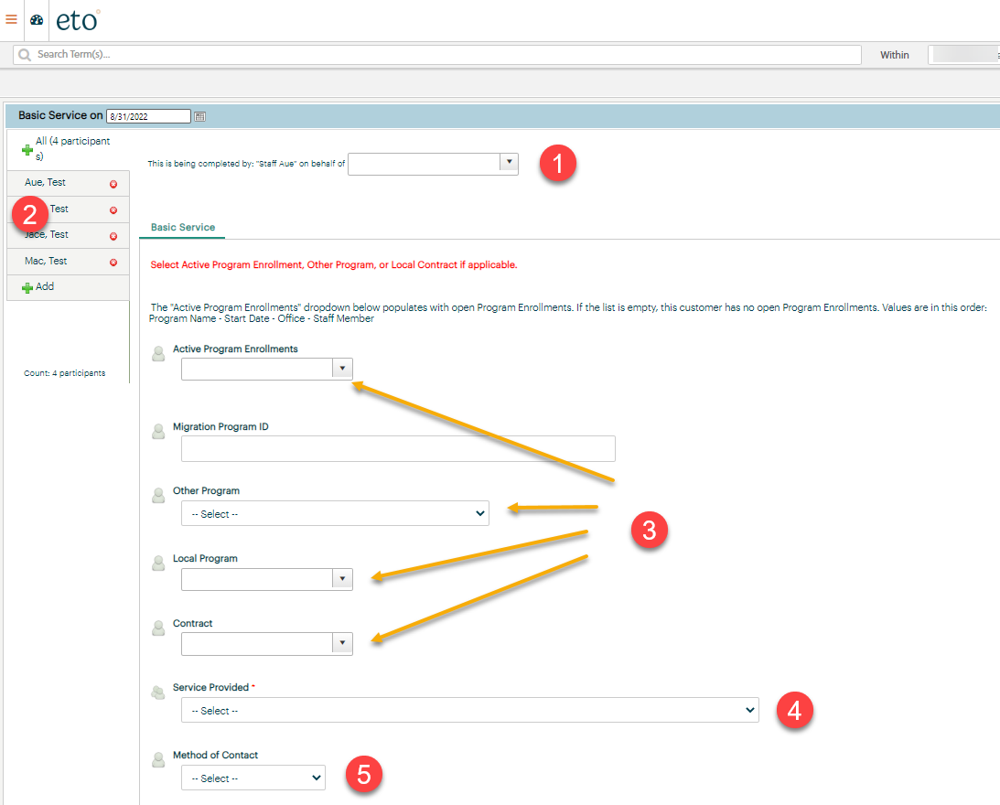 eto
Search Term(s)...
Within
Basic Service on 8/31/2022
All (4 participant
s)
This is being completed by: "Staff Aue" on behalf of
1
Aue, Test
2
Test
Jace, Test
Mac, Test
Add
Count: 4 participants
Basic Service
Select Active Program Enrollment, Other Program, or Local Contract if applicable.
The "Active Program Enrollments" dropdown below populates with open Program Enrollments. If the list is empty, this customer has no open Program Enrollments. Values are in this order:
Program Name - Start Date - Office - Staff Member
Active Program Enrollments
Migration Program ID
Other Program
-- Select --
3
Local Program
Contract
Service Provided *
-- Select --
4
Method of Contact
-- Select --
5